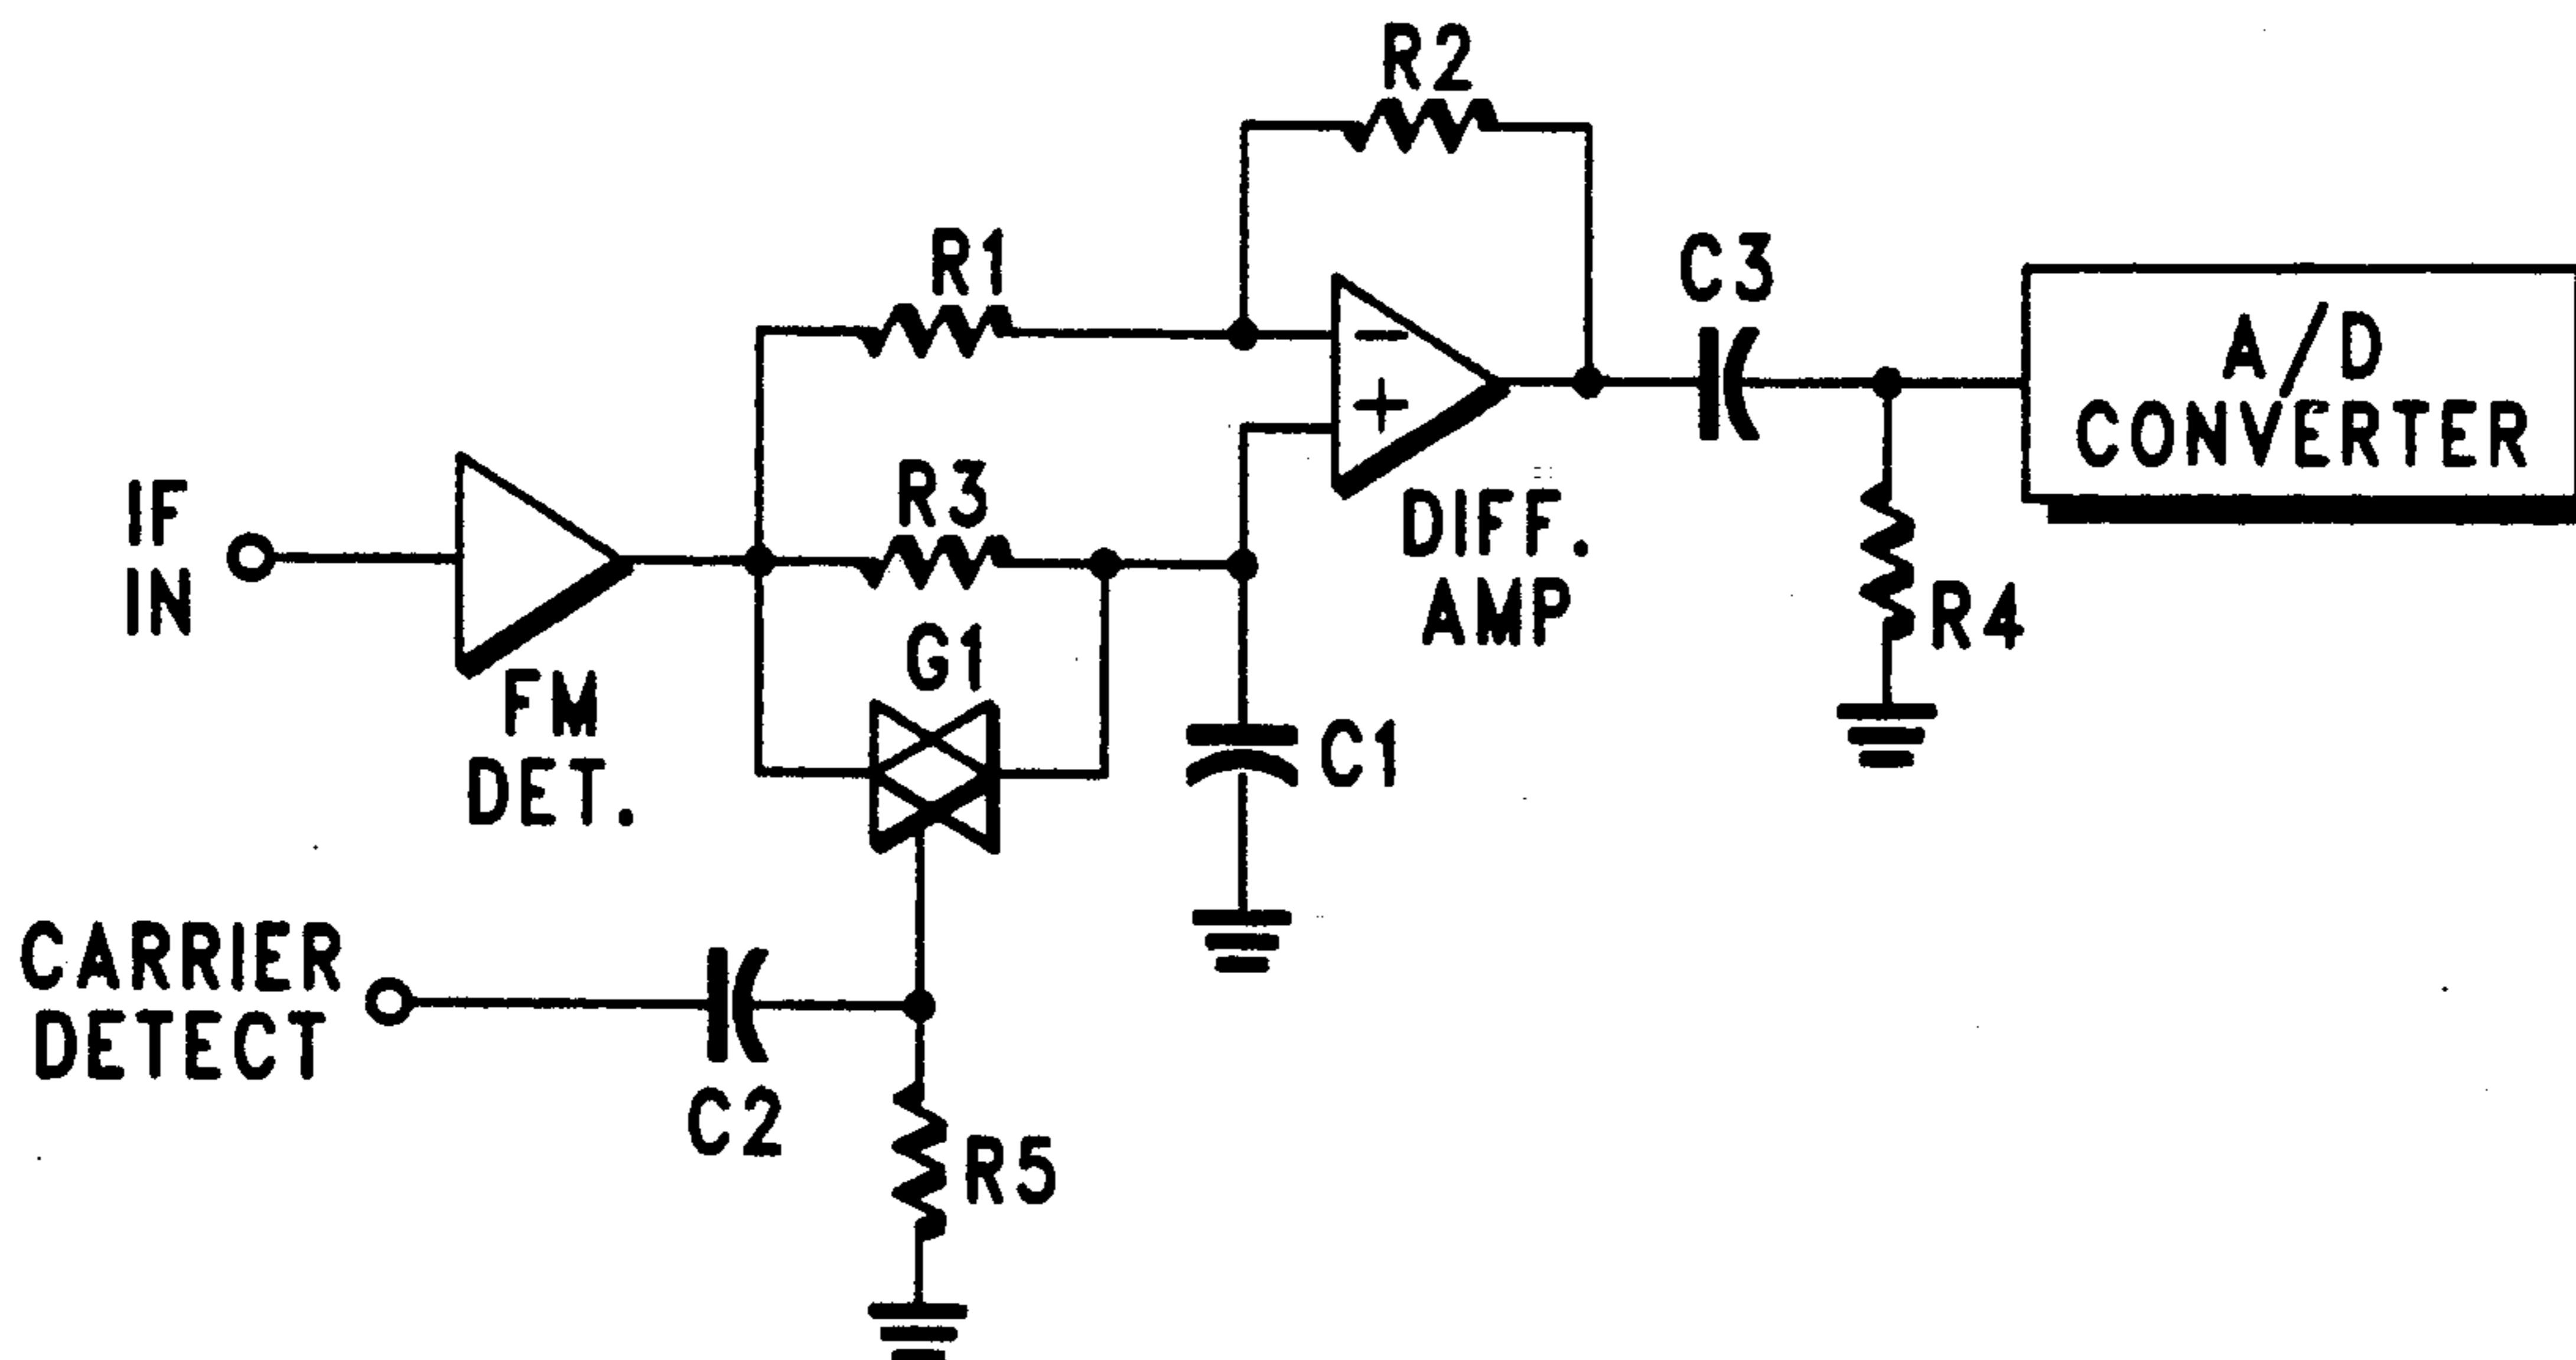 R2
R1
C3
A/D
CONVERTER
−
+
IF
IN
R3
DIFF.
AMP
R4
G1
FM
DET.
C1
CARRIER
DETECT
C2
R5